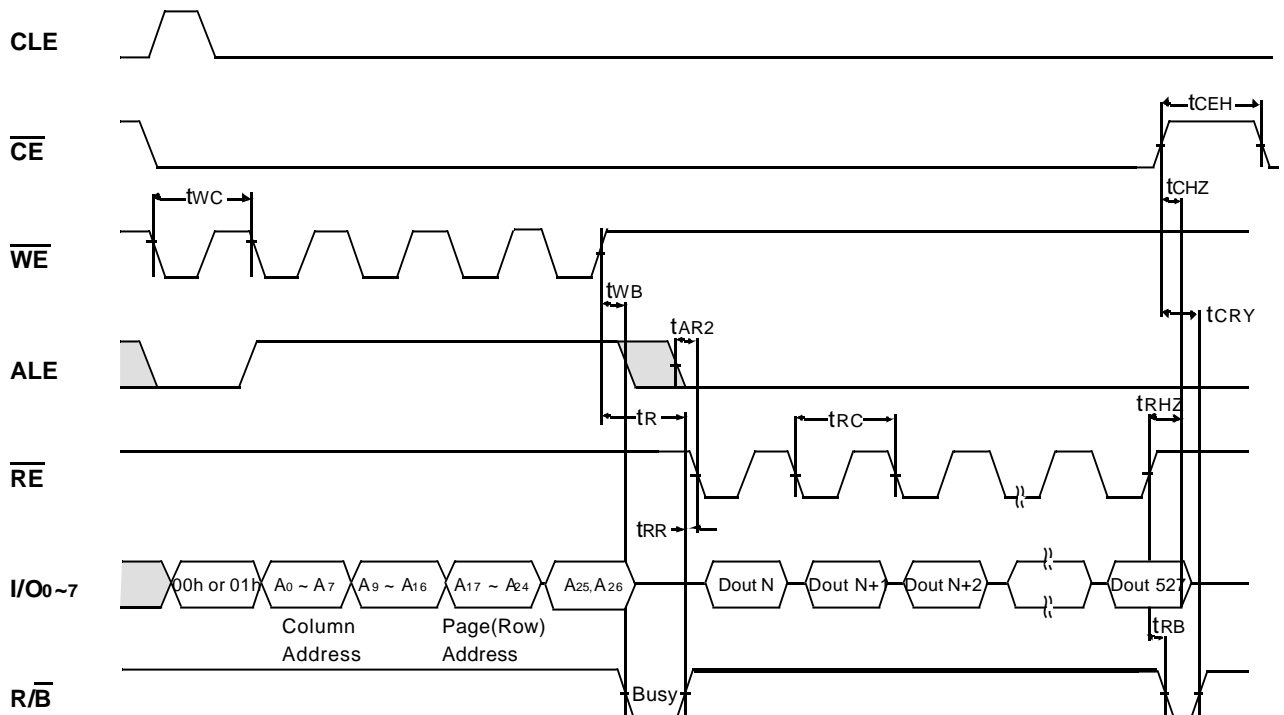 CLE
tCEH
CE
tCHZ
tWC
WE
tWB
tCRY
tAR2
ALE
tR
tRC
tRHZ
RE
tRR
I/O0~7
00h or 01h
A0 ~ A7
A9 ~ A16
A17 ~ A24
A25, A26
Dout N
Dout N+1
Dout N+2
Dout 527
Column
Address
Page(Row)
Address
tRB
R/B
Busy